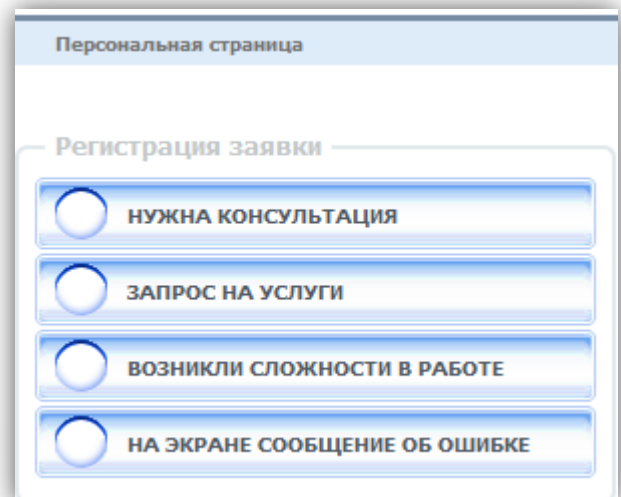 Персональная страница
Регистрация заявки
НУЖНА КОНСУЛЬТАЦИЯ
ЗАПРОС НА УСЛУГИ
ВОЗНИКЛИ СЛОЖНОСТИ В РАБОТЕ
НА ЭКРАНЕ СООБЩЕНИЕ ОБ ОШИБКЕ